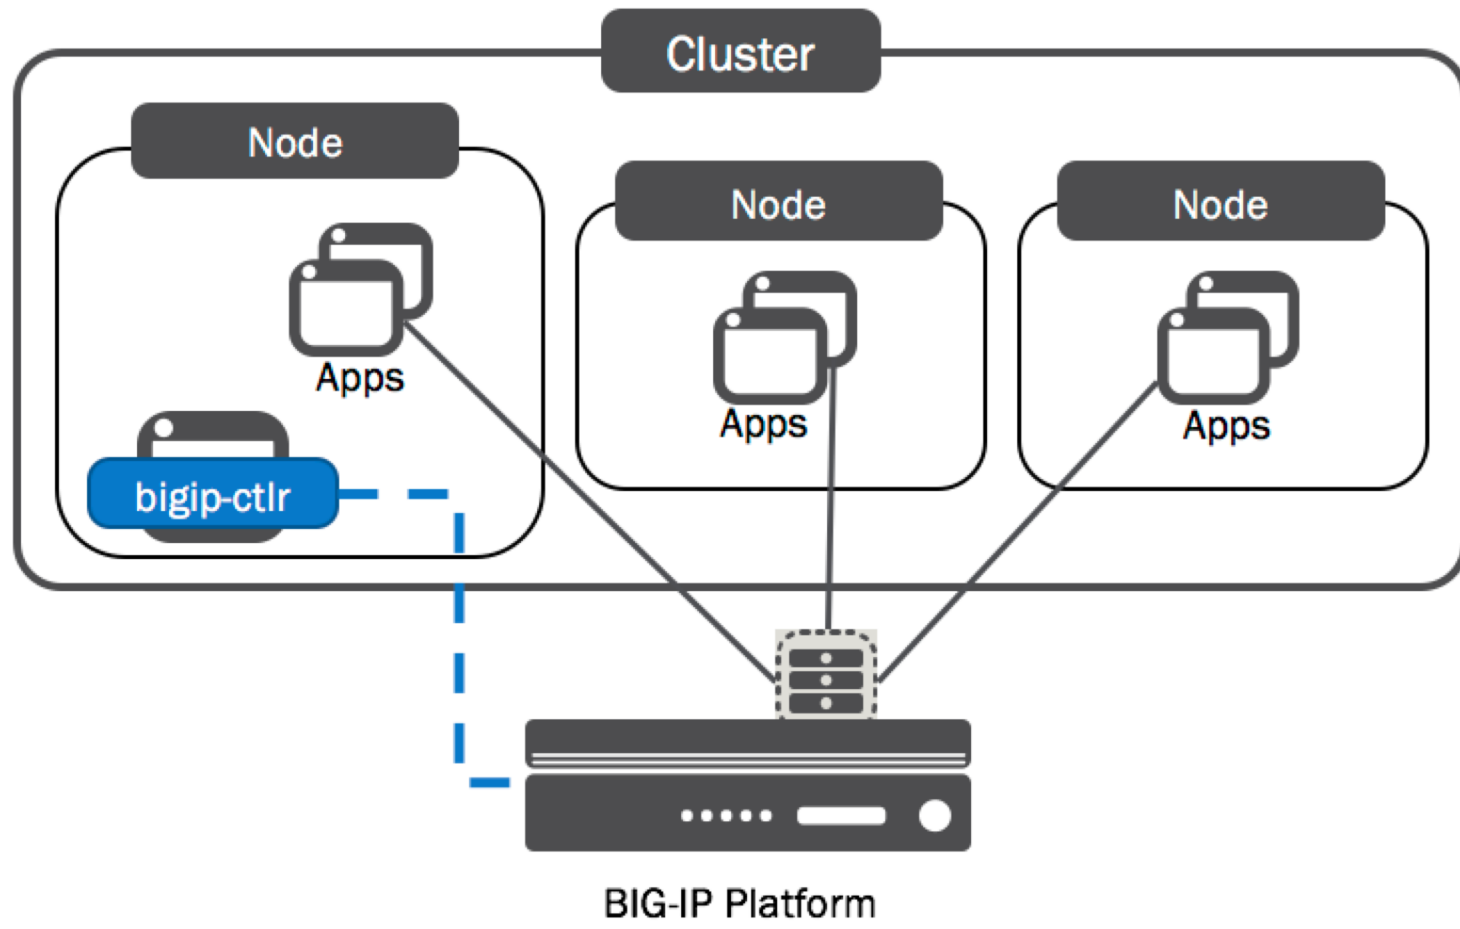 Cluster
Node
Node
Node
Apps
Apps
Apps
bigip-ctlr
BIG-IP Platform